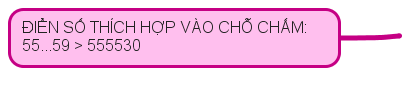 ĐIỀN SỐ THÍCH HỢP VÀO CHỖ CHẤM:
55...59 > 555530